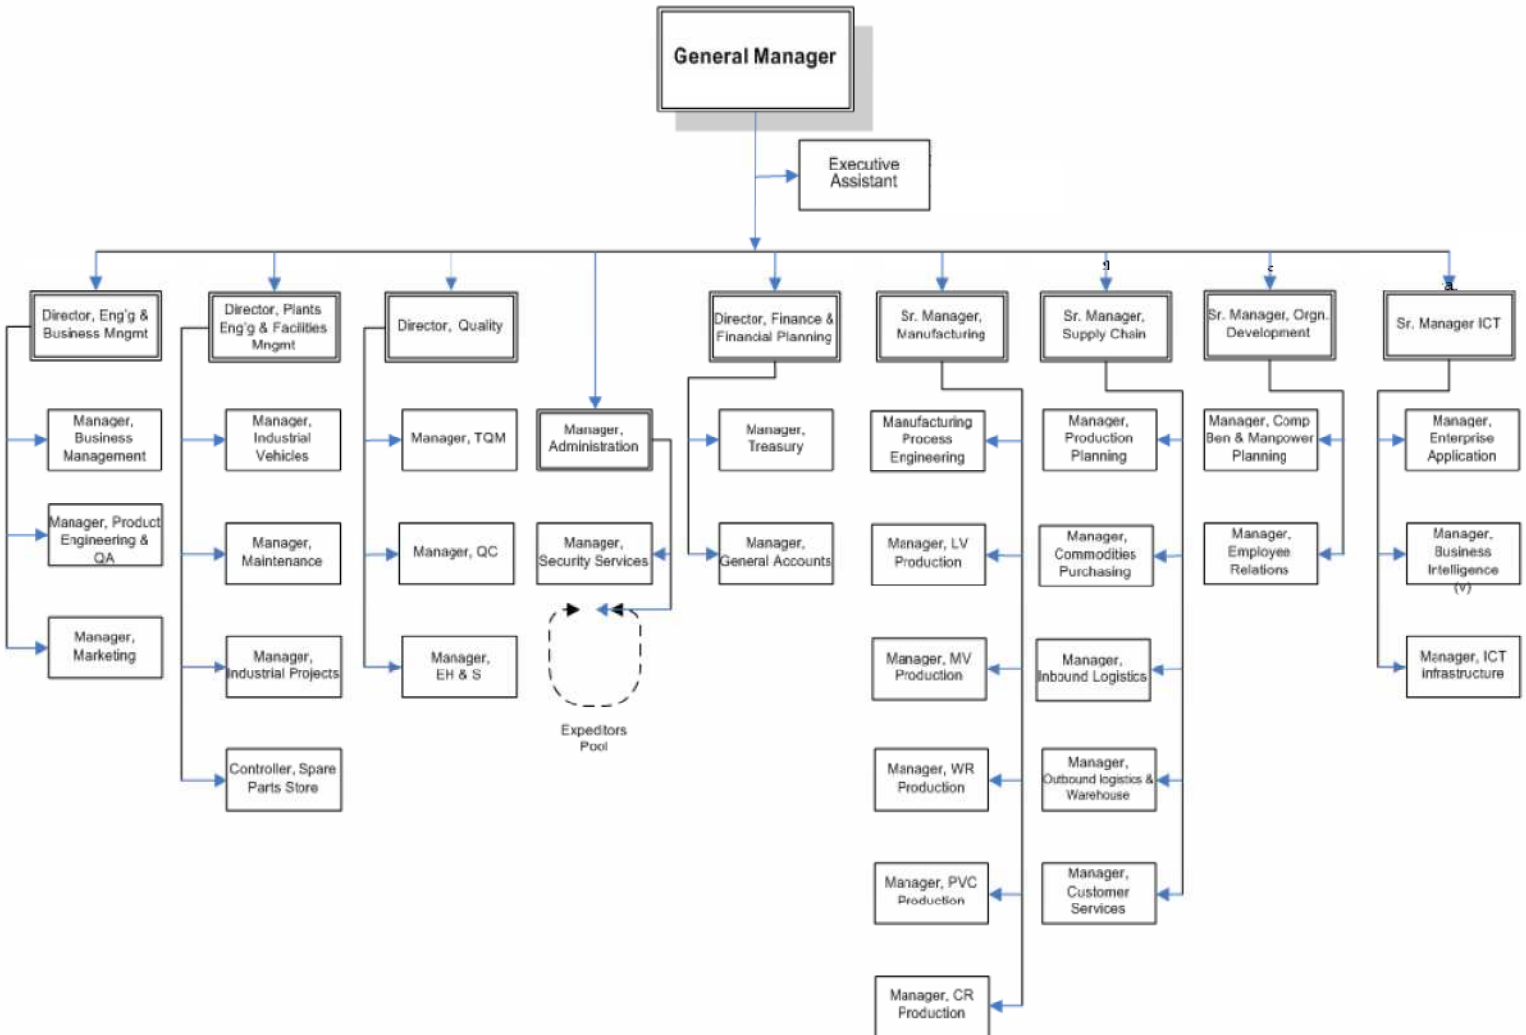 General Manager
Executive
Assistant
Director, Eng'g &
Business Mngmt
Director, Plants
Eng'g & Facilities
Mngmt
Director, Quality
Director, Finance &
Financial Planning
Sr. Manager,
Manufacturing
Sr. Manager,
Supply Chain
Sr. Manager, Orgn.
Development
Sr. Manager ICT
Manager,
Business
Management
Manager,
Industrial
Vehicles
Manager, TQM
Manager,
Administration
Manager,
Treasury
Manufacturing
Process
Engineering
Manager,
Production
Planning
Manager, Comp
Ben & Manpower
Planning
Manager,
Enterprise
Application
Manager, Product
Engineering &
QA
Manager,
Maintenance
Manager, QC
Manager,
Security Services
Manager,
General Accounts
Manager, LV
Production
Manager,
Commodities
Purchasing
Manager,
Employee
Relations
Manager,
Business
Intelligence
(v)
Manager,
Marketing
Manager,
Industrial Projects
Manager,
EH & S
Expeditors
Pool
Manager, MV
Production
Manager,
Inbound Logistics
Manager, ICT
infrastructure
Controller, Spare
Parts Store
Manager, WR
Production
Manager,
Outbound logistics &
Warehouse
Manager, PVC
Production
Manager,
Customer
Services
Manager, CR
Production